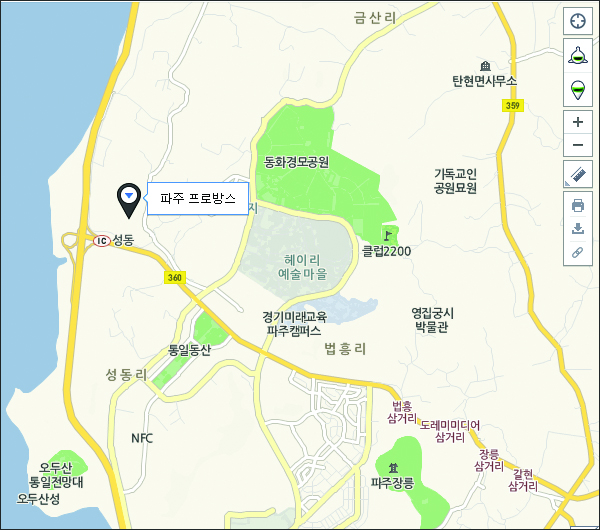 금산리
탄현면사무소
359
동화경모공원
기독교인
공원묘원
파주 프로방스
지
IC 성동
클럽2200
헤이리
예술마을
360
경기미래교육
파주캠퍼스
영집궁시
박물관
통일동산
법흥리
성동리
법흥
삼거리
도레미미디어
삼거리
NFC
장릉
삼거리
오두산
통일전망대
갈현
삼거리
파주장릉
오두산성